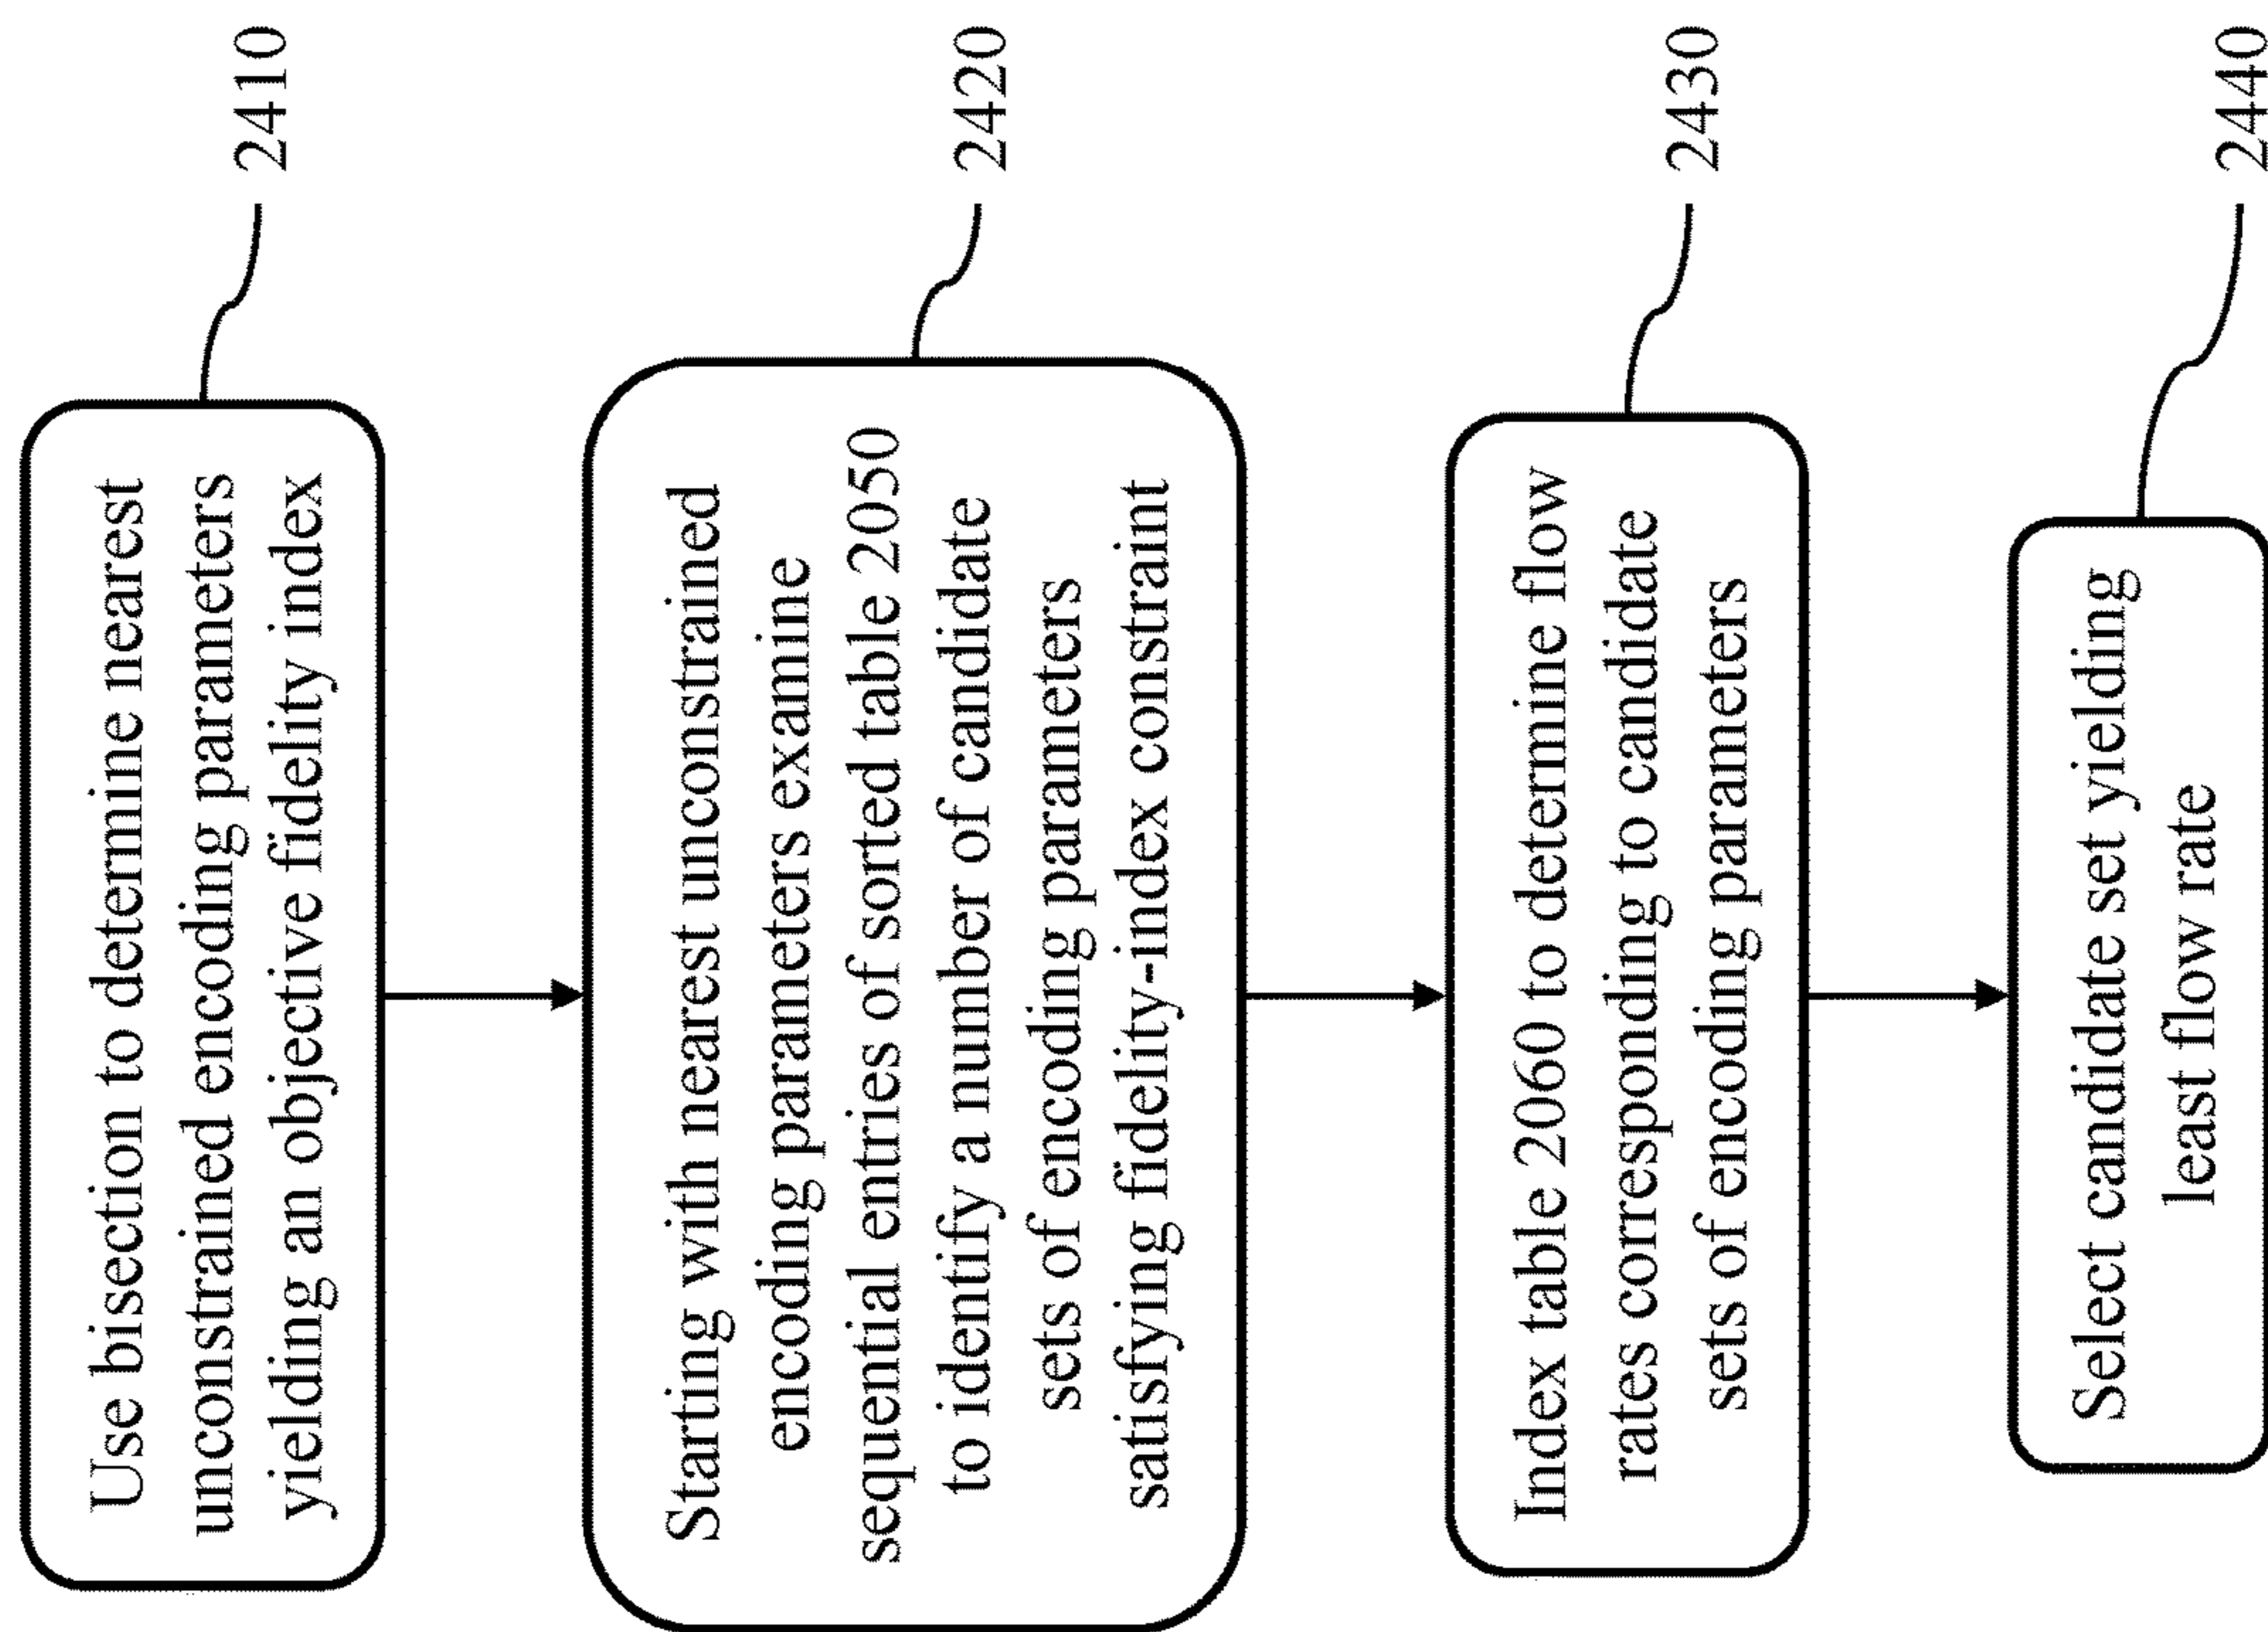 Use bisection to determine nearest
unconstrained encoding parameters
yielding an objective fidelity index
2410
Starting with nearest unconstrained
encoding parameters examine
sequential entries of sorted table 2050
to identify a number of candidate
sets of encoding parameters
satisfying fidelity-index constraint
2420
Index table 2060 to determine flow
rates corresponding to candidate
sets of encoding parameters
2430
Select candidate set yielding
least flow rate
2440